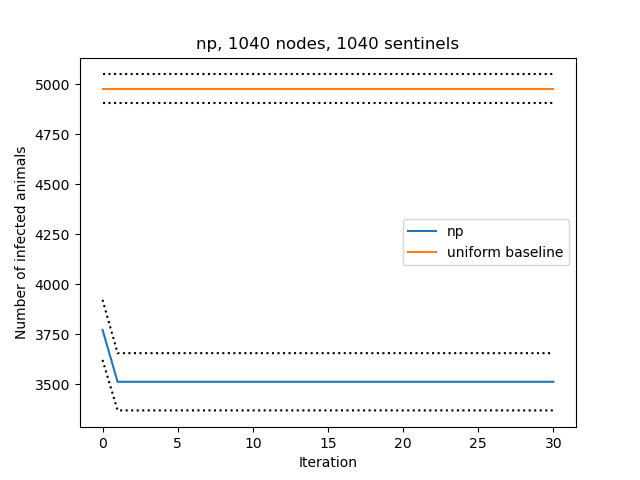 np, 1040 nodes, 1040 sentinels
Number of infected animals
5000
4750
4500
4250
4000
3750
3500
np
uniform baseline
0
5
10
15
20
25
30
Iteration